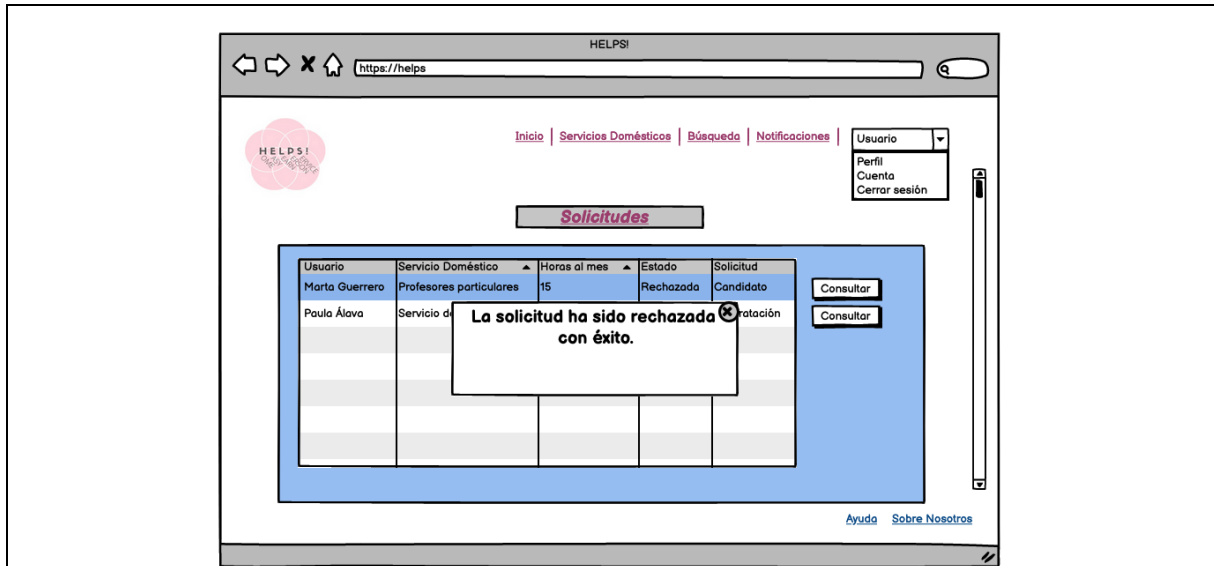 HELPS!
https://helps
HELPS!
Inicio | Servicios Domésticos | Búsqueda | Notificaciones |
Usuario
Perfil
Cuenta
Cerrar sesión
Solicitudes
Usuario Servicio Doméstico Horas al mes Estado Solicitud
Marta Guerrero Profesores particulares 15 Rechazada Candidato Consultar
Paula Álava Servicio Consultar
La solicitud ha sido rechazada
con éxito.
Ayuda Sobre Nosotros